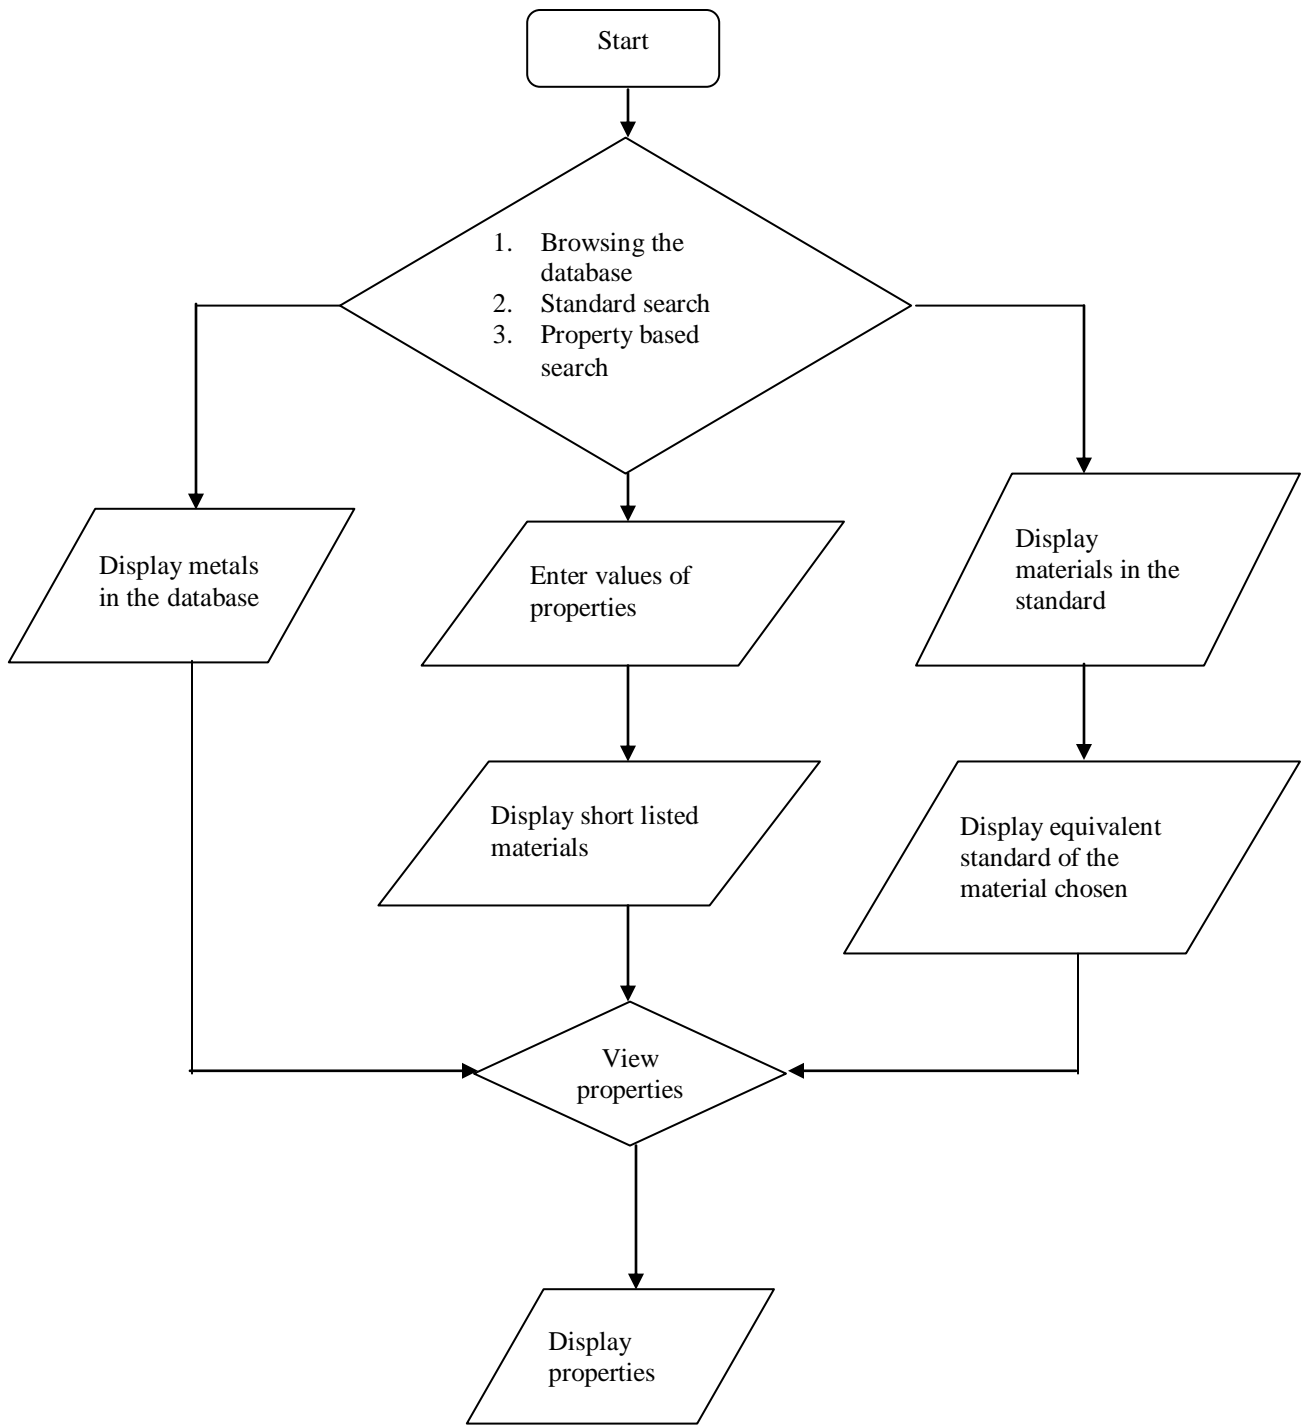 Start
1. Browsing the
database
2. Standard search
3. Property based
search
Display metals
in the database
Enter values of
properties
Display
materials in the
standard
Display short listed
materials
Display equivalent
standard of the
material chosen
View
properties
Display
properties